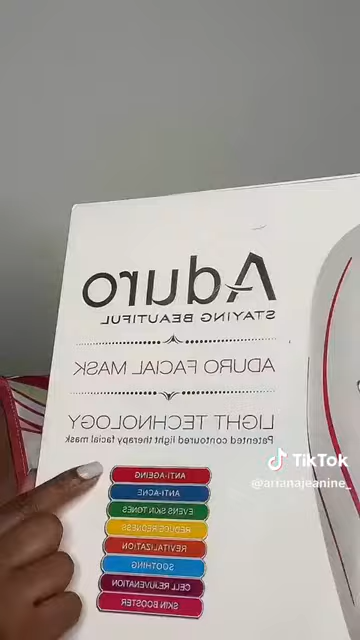 Aduro
STAYING BEAUTIFUL
ADURO FACIAL MASK
LIGHT TECHNOLOGY
Patented contoured light therapy facial mask
ANTI-AGEING
ANTI-ACNE
EVENS SKIN TONES
REDUCE REDNESS
REVITALIZATION
SOOTHING
CELL REJUVENATION
SKIN BOOSTER
TikTok
@arianajeanine_